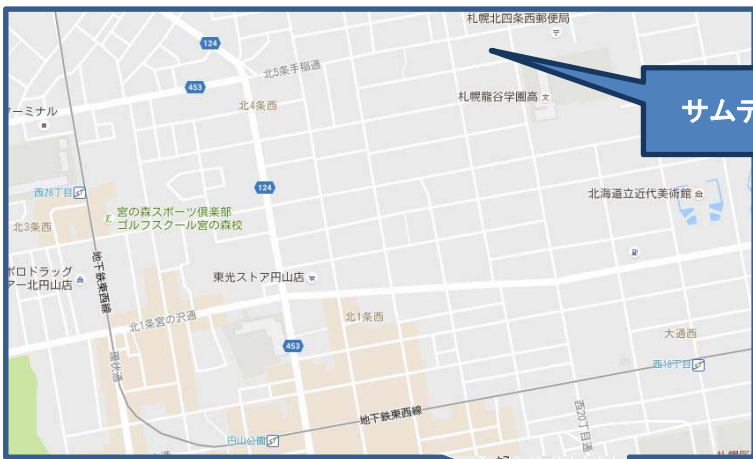 札幌北四条西郵便局
124
北5条手稲通
453
北4条西
札幌龍谷学園高
サムテ
ーミナル
124
西28丁目
北海道立近代美術館
宮の森スポーツ倶楽部
ゴルフスクール宮の森校
北3条西
地下鉄東西線
ポロドラッグ
アー北円山店
東光ストア円山店
北1条宮の沢通
北1条西
大通西
453
環状通
西18丁目
地下鉄東西線
西20丁目通
円山公園